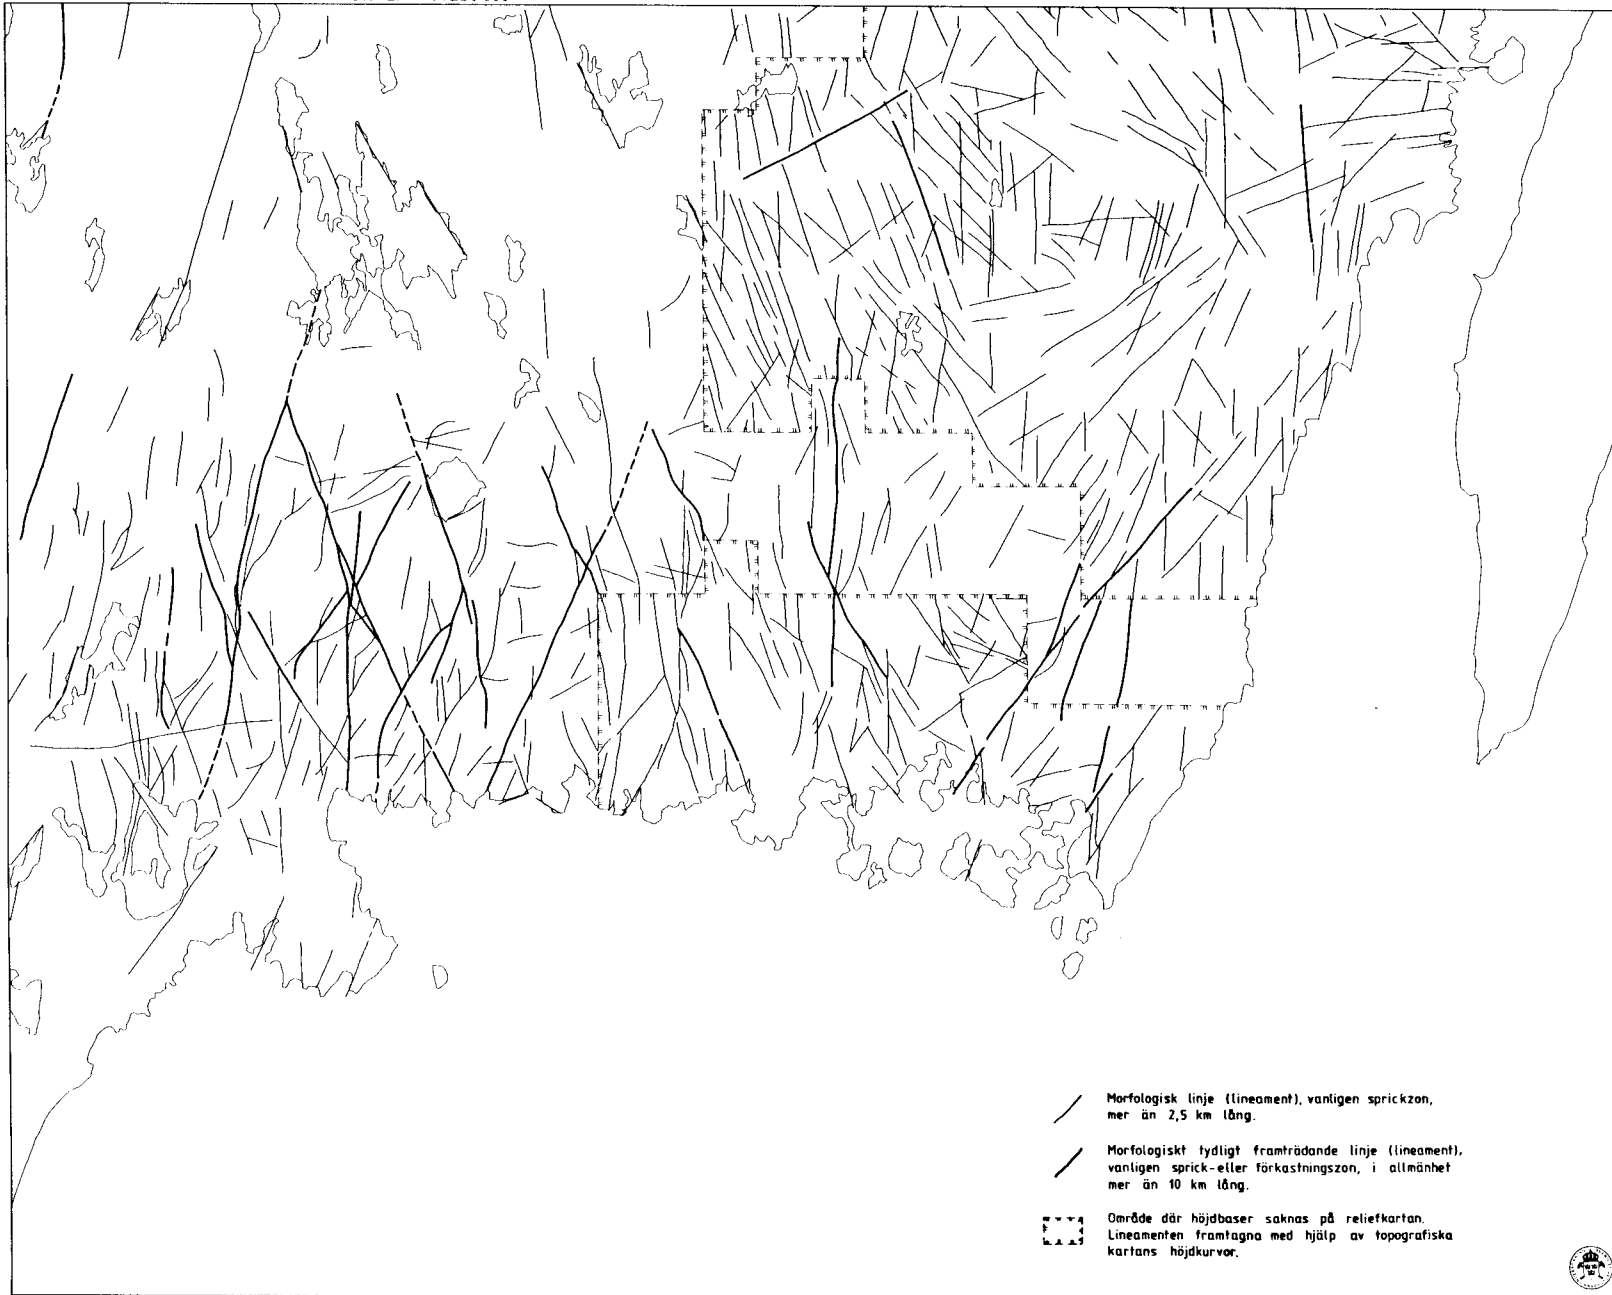 Morfologisk linje (lineament), vanligen sprickzon,
mer än 2,5 km lång.
Morfologiskt tydligt framträdande linje (lineament),
vanligen sprick-eller förkastningszon, i allmänhet
mer än 10 km lång.
Område där höjdbaser saknas på reliefkartan.
Lineamenten framtagna med hjälp av topografiska
kartans höjdkurvor.